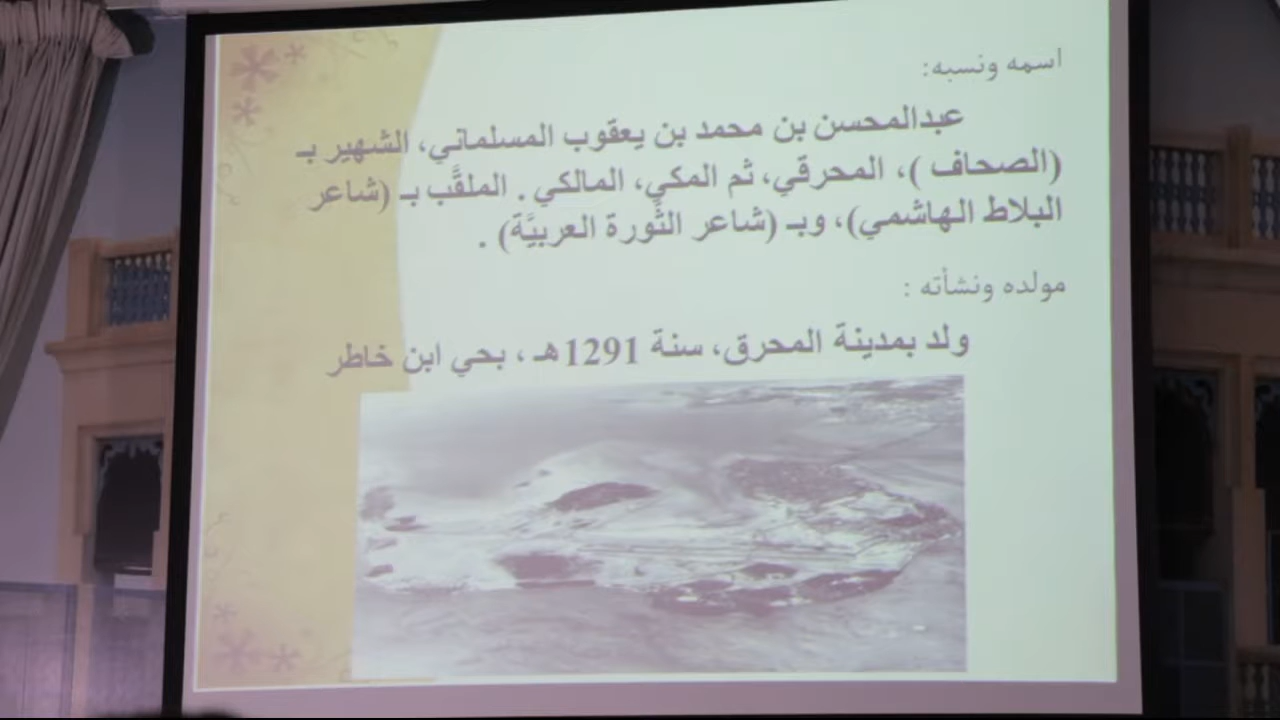 اسمه ونسبه:
عبدالمحسن بن محمد بن يعقوب المسلماني، الشهير بـ
(الصحاف )، المحرقي، ثم المكي، المالكي . الملقَّب بـ (شاعر
البلاط الهاشمي)، وبـ (شاعر الثَّورة العربيَّة) .
مولده ونشأته :
ولد بمدينة المحرق، سنة 1291هـ ، بحي ابن خاطر